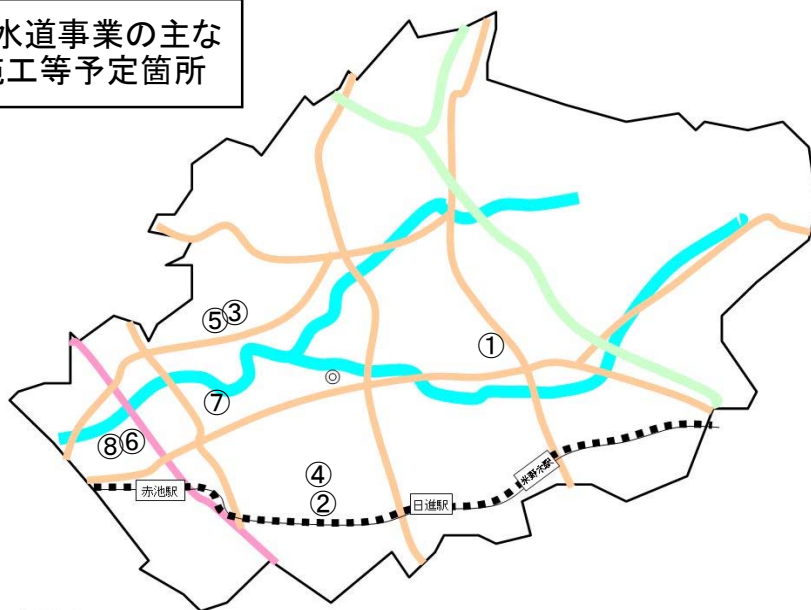 水道事業の主な
施工等予定箇所
⑤③
①
◎
⑦
⑧⑥
④
②
赤池駅
日進駅
米野木駅